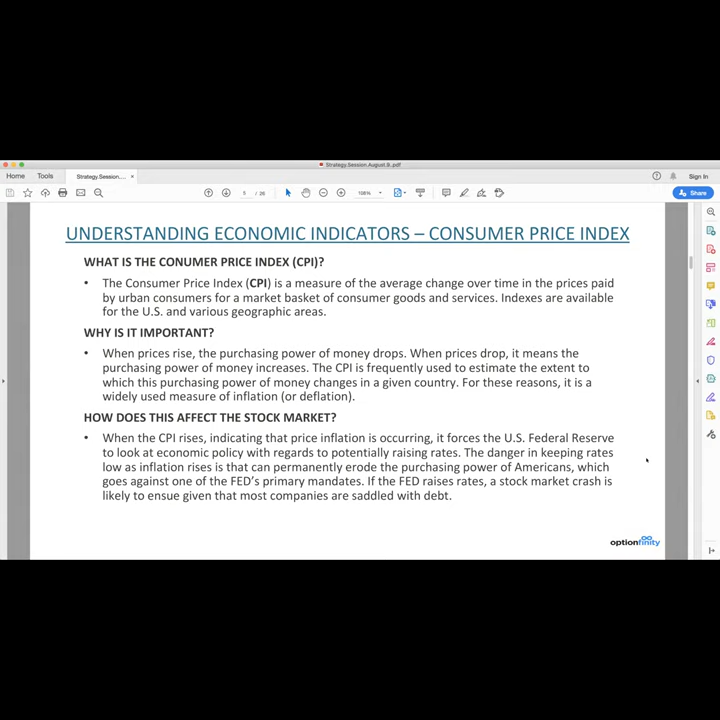 Strategy.Session.August.9..pdf
Home Tools Strategy.Session,... × Sign In
5 / 26 108% Share
UNDERSTANDING ECONOMIC INDICATORS – CONSUMER PRICE INDEX
WHAT IS THE CONUMER PRICE INDEX (CPI)?
• The Consumer Price Index (CPI) is a measure of the average change over time in the prices paid
by urban consumers for a market basket of consumer goods and services. Indexes are available
for the U.S. and various geographic areas.
WHY IS IT IMPORTANT?
• When prices rise, the purchasing power of money drops. When prices drop, it means the
purchasing power of money increases. The CPI is frequently used to estimate the extent to
which this purchasing power of money changes in a given country. For these reasons, it is a
widely used measure of inflation (or deflation).
HOW DOES THIS AFFECT THE STOCK MARKET?
• When the CPI rises, indicating that price inflation is occurring, it forces the U.S. Federal Reserve
to look at economic policy with regards to potentially raising rates. The danger in keeping rates
low as inflation rises is that can permanently erode the purchasing power of Americans, which
goes against one of the FED’s primary mandates. If the FED raises rates, a stock market crash is
likely to ensue given that most companies are saddled with debt.
optionfinity